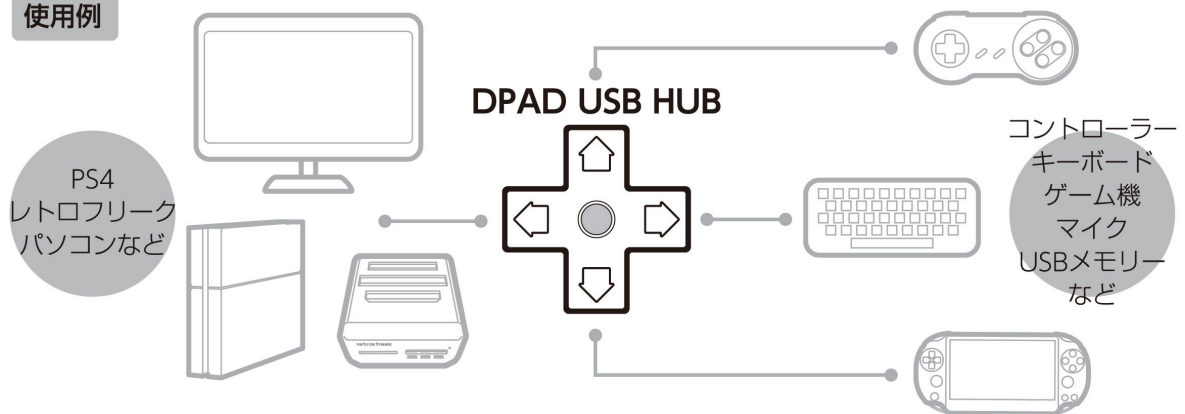 使用例
DPAD USB HUB
PS4
レトロフリーク
パソコンなど
retro freak
コントローラー
キーボード
ゲーム機
マイク
USBメモリー
など